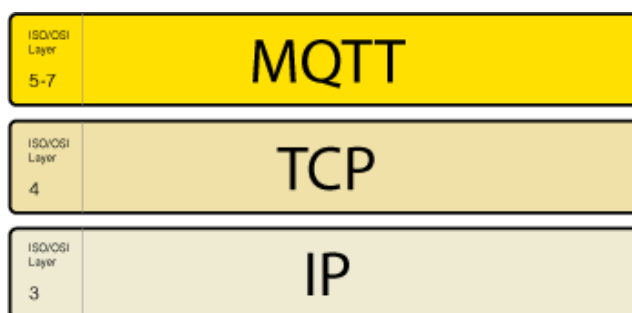 ISO/OSI
Layer
5-7
MQTT
ISO/OSI
Layer
4
TCP
ISO/OSI
Layer
3
IP